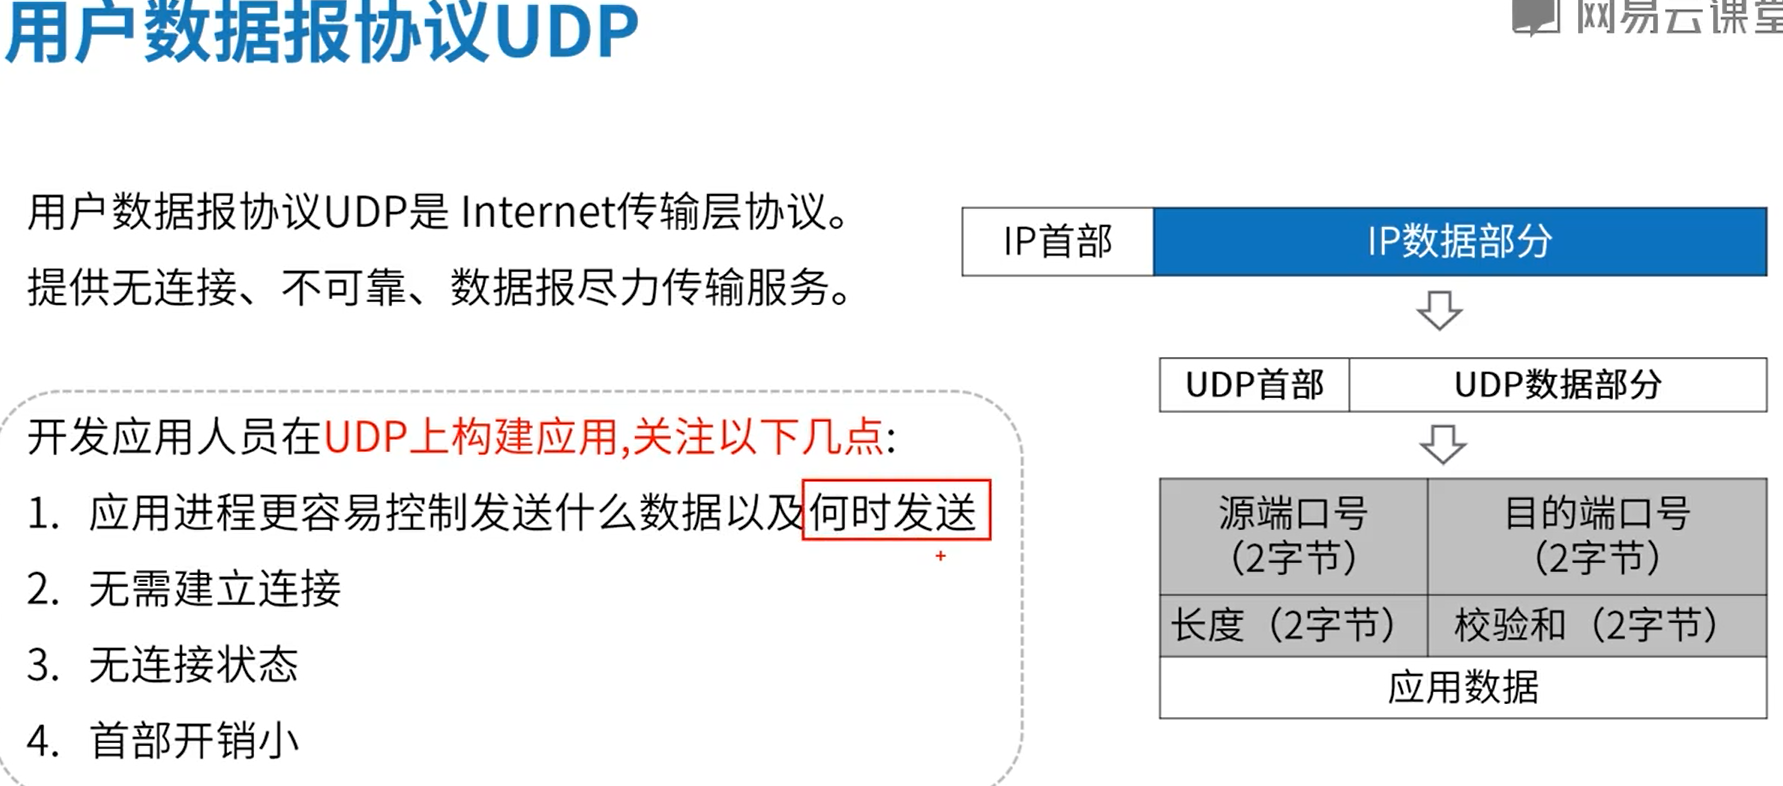 用户数据报协议UDP
网易云课堂
用户数据报协议UDP是 Internet传输层协议。
提供无连接、不可靠、数据报尽力传输服务。
开发应用人员在UDP上构建应用,关注以下几点:
1. 应用进程更容易控制发送什么数据以及何时发送
2. 无需建立连接
3. 无连接状态
4. 首部开销小
IP首部 IP数据部分
UDP首部 UDP数据部分
源端口号 目的端口号
（2字节） （2字节）
长度（2字节） 校验和（2字节）
应用数据